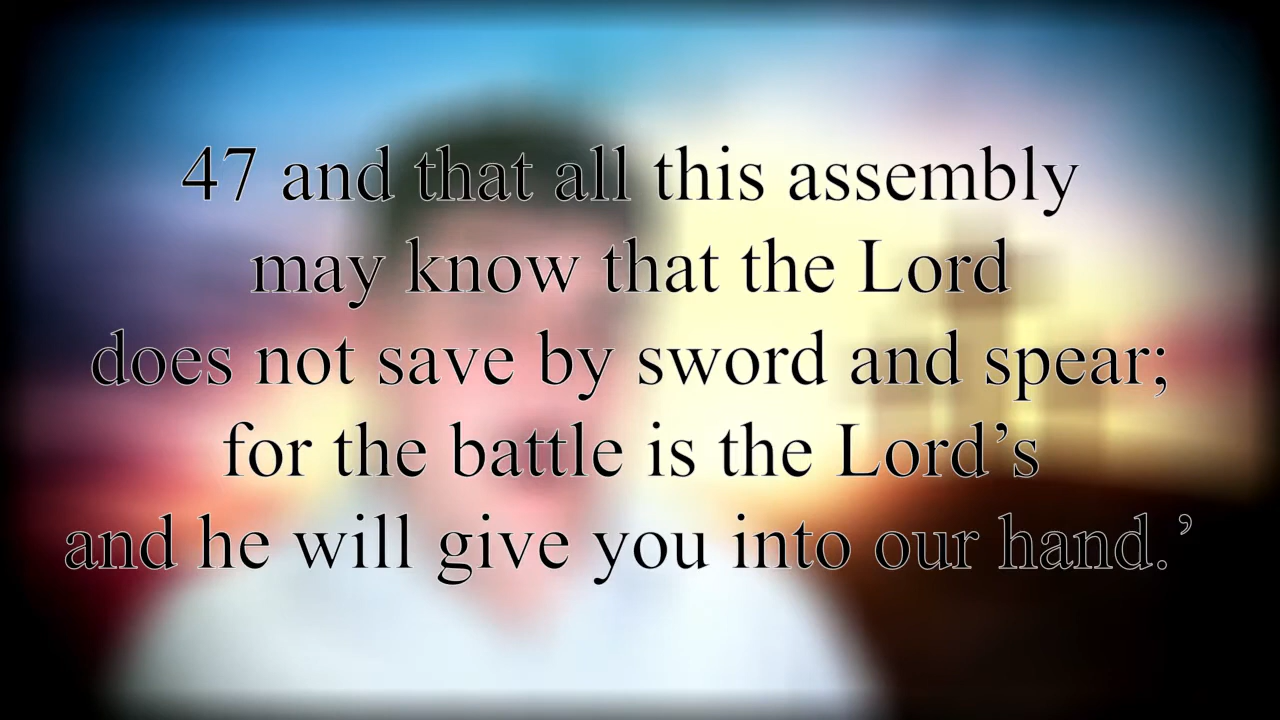 47 and that all this assembly
may know that the Lord
does not save by sword and spear;
for the battle is the Lord’s
and he will give you into our hand.’